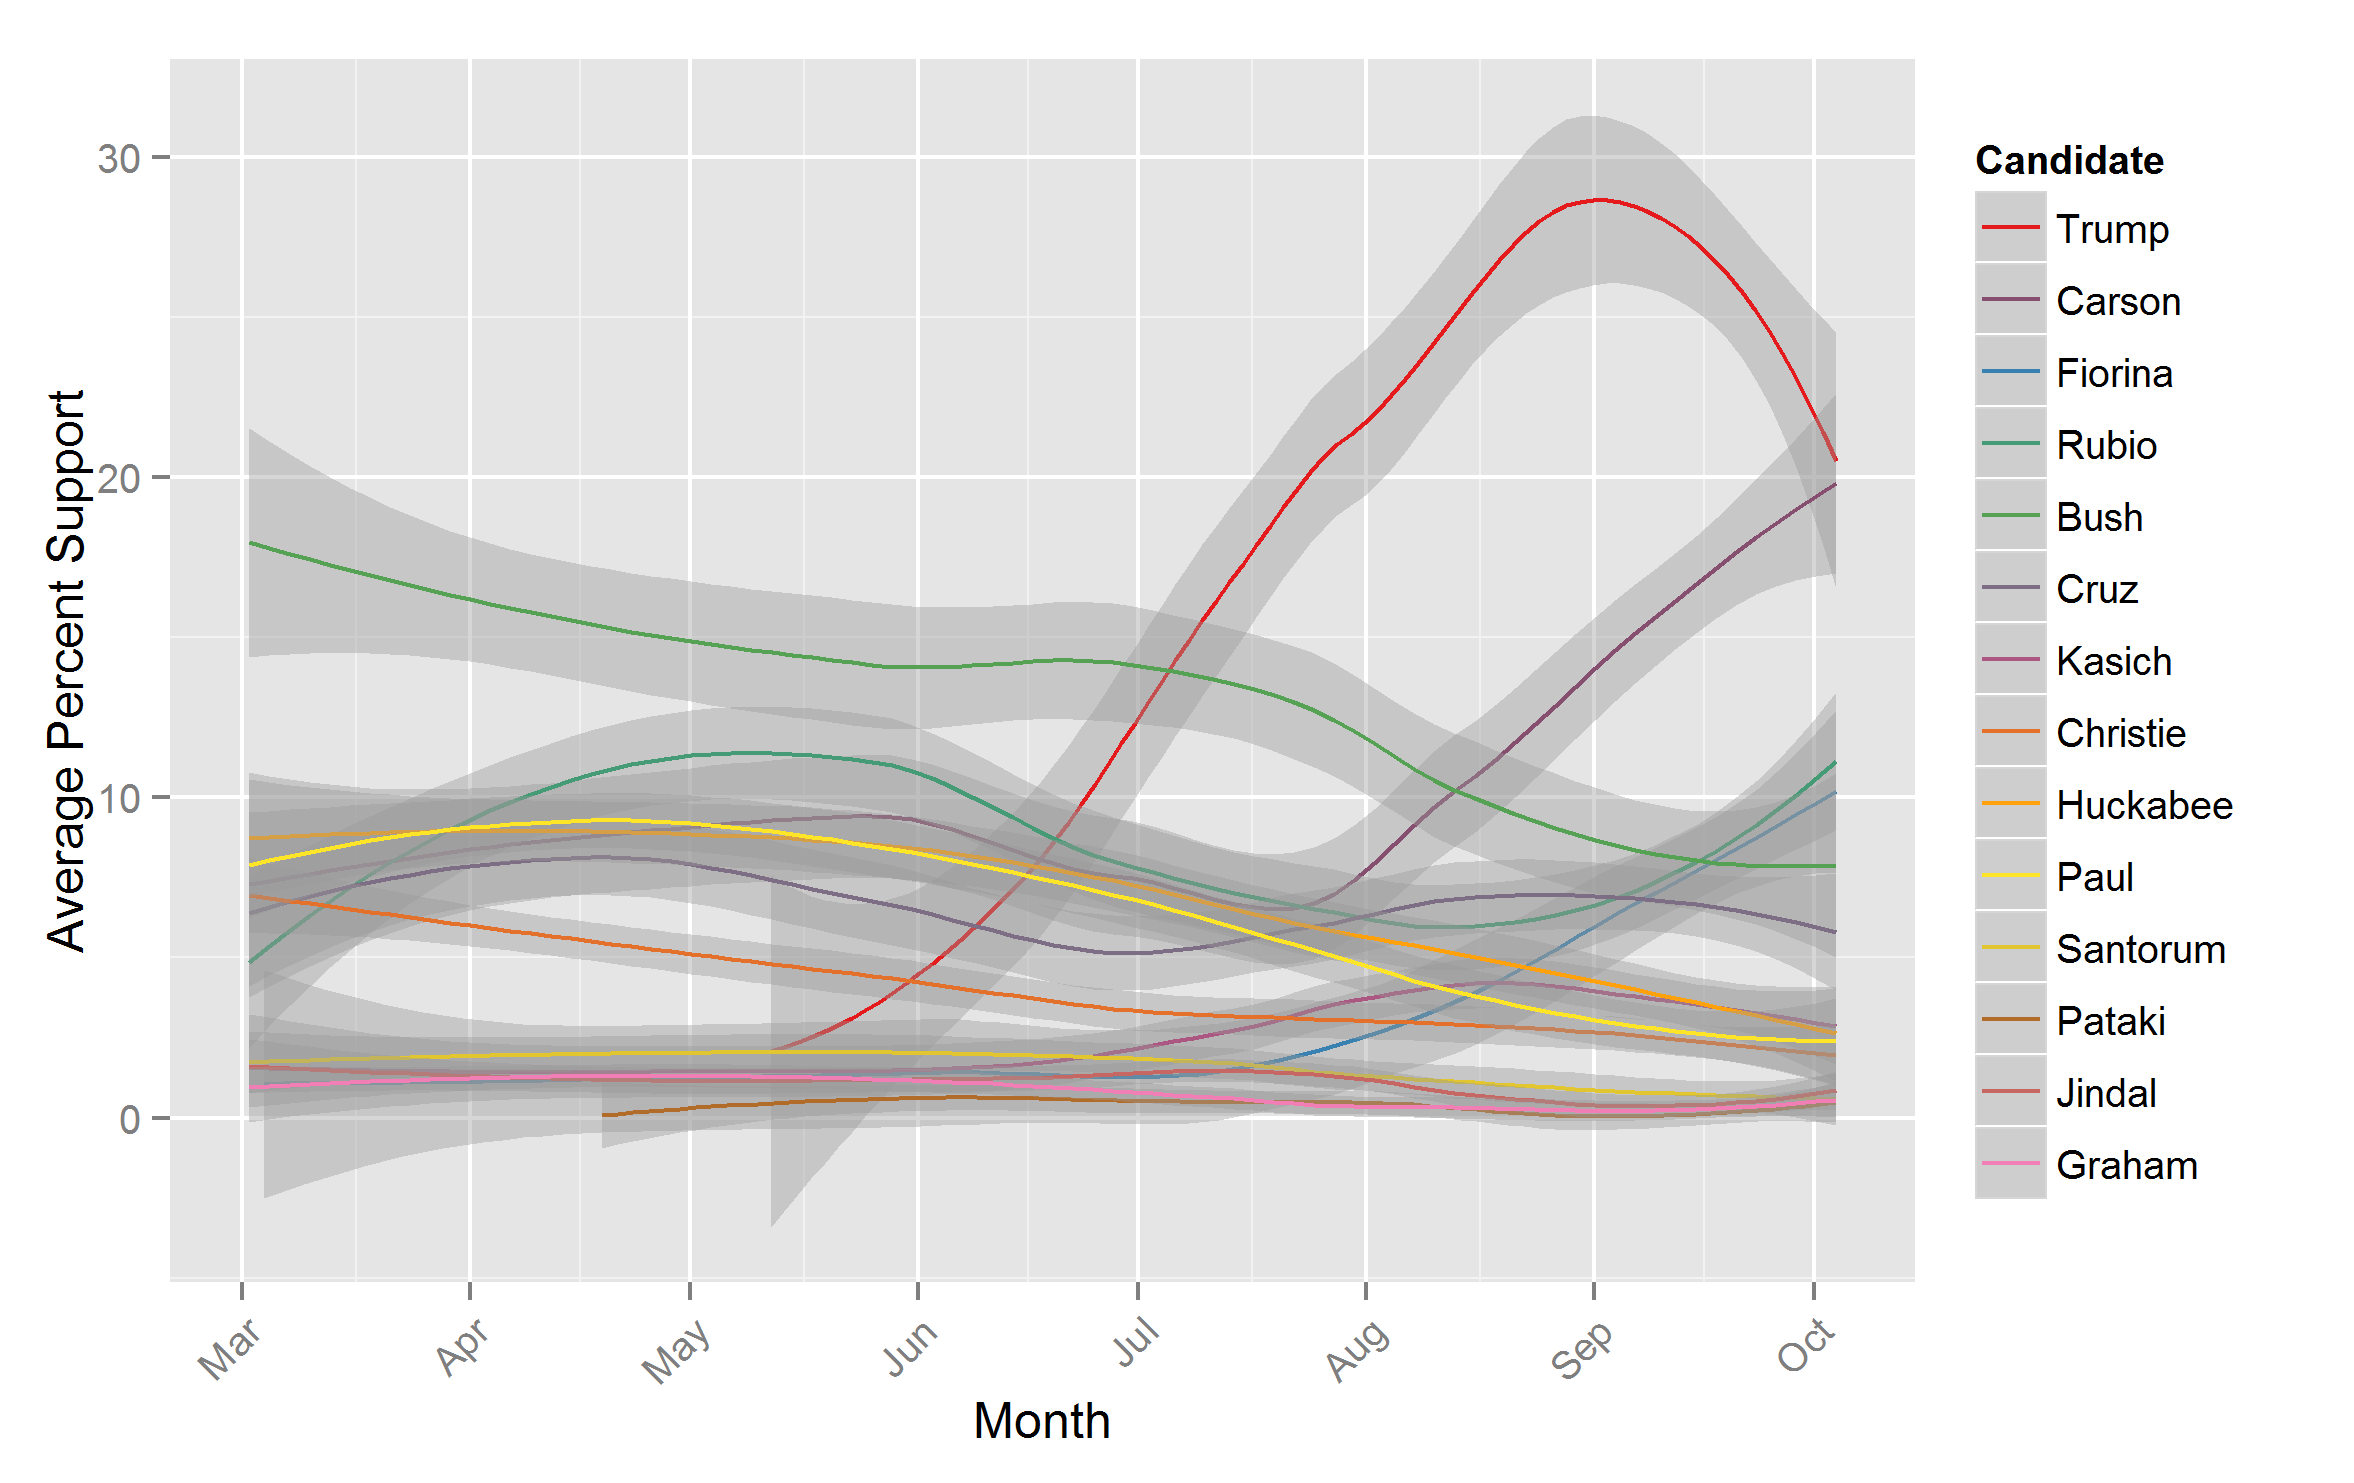 Average Percent Support
30
20
10
0
Mar
Apr
May
Jun
Jul
Aug
Sep
Oct
Month
Candidate
Trump
Carson
Fiorina
Rubio
Bush
Cruz
Kasich
Christie
Huckabee
Paul
Santorum
Pataki
Jindal
Graham